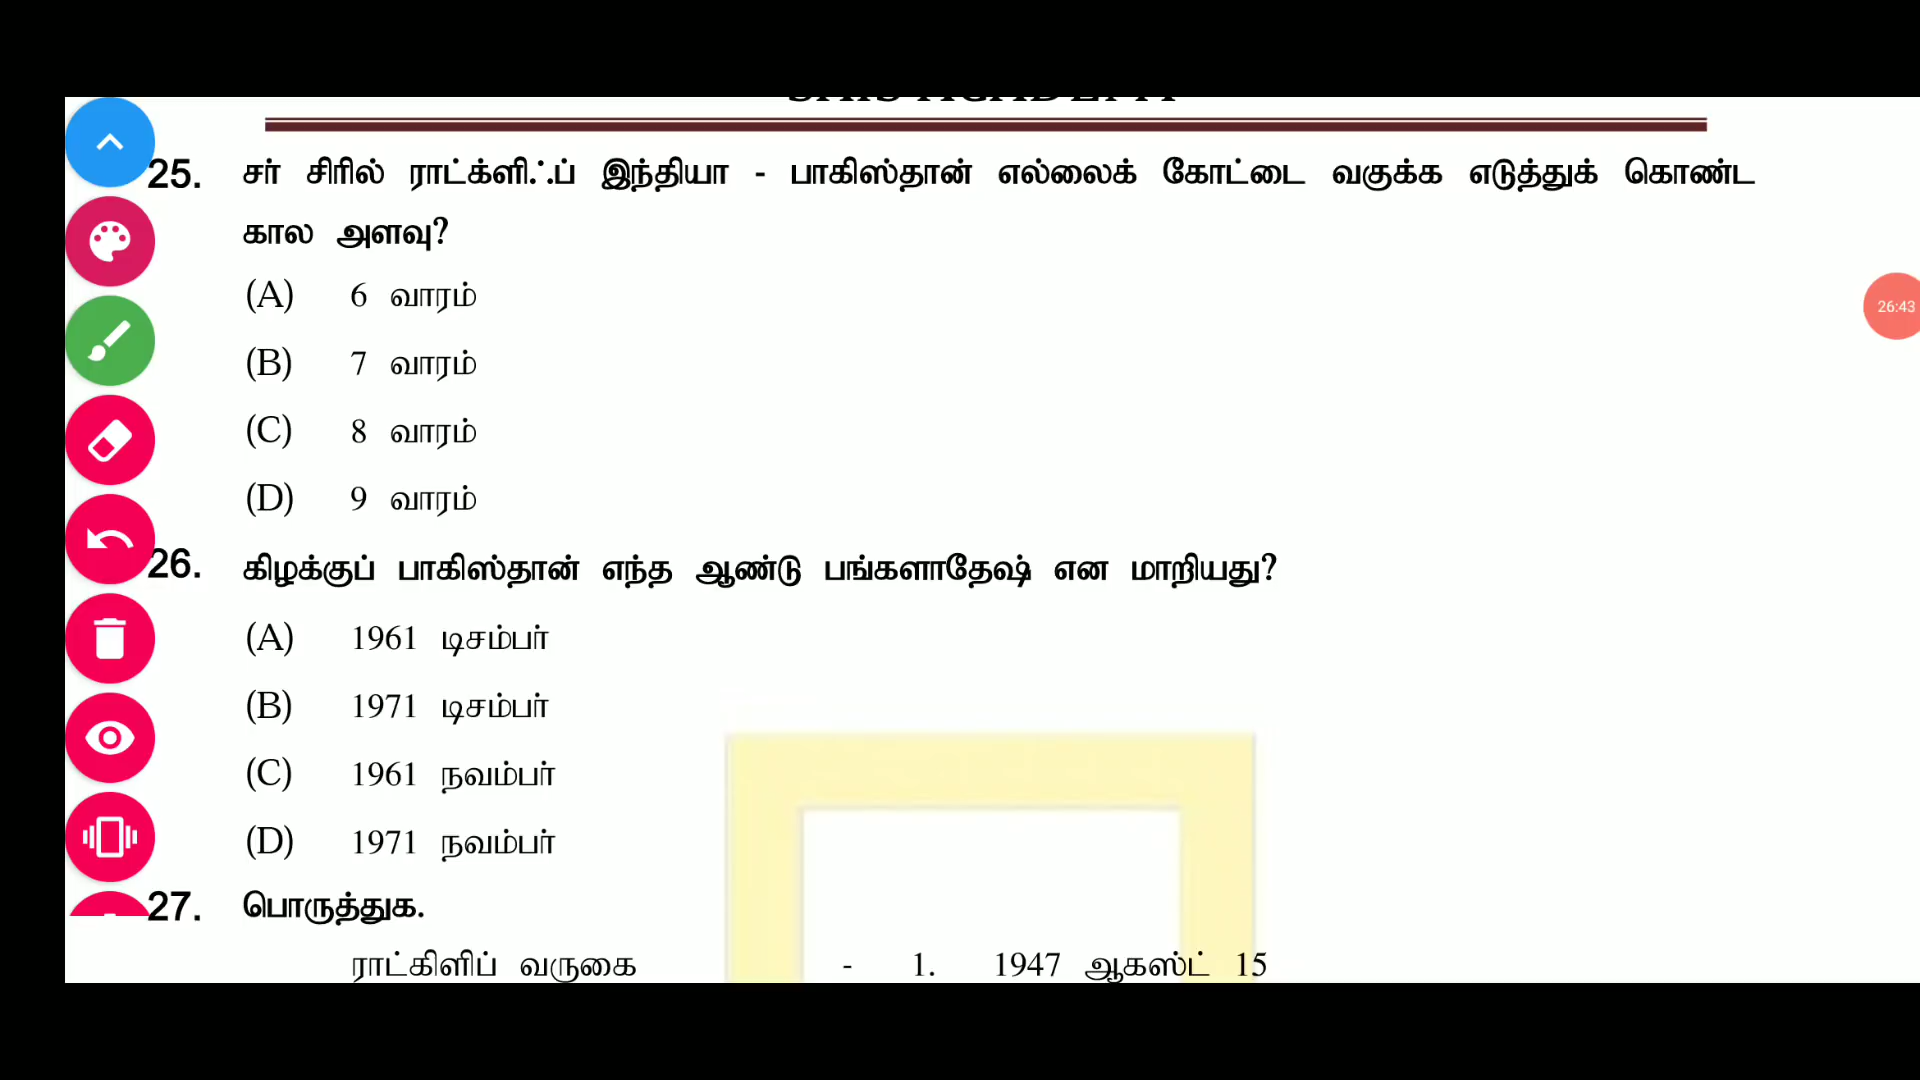 25. சர் சிரில் ராட்க்ளிஃப் இந்தியா - பாகிஸ்தான் எல்லைக் கோட்டை வகுக்க எடுத்துக் கொண்ட
கால அளவு?
(A) 6 வாரம்
(B) 7 வாரம்
(C) 8 வாரம்
(D) 9 வாரம்
26:43
26. கிழக்குப் பாகிஸ்தான் எந்த ஆண்டு பங்களாதேஷ் என மாறியது?
(A) 1961 டிசம்பர்
(B) 1971 டிசம்பர்
(C) 1961 நவம்பர்
(D) 1971 நவம்பர்
27. பொருத்துக.
ராட்கிளிப் வருகை - 1. 1947 ஆகஸ்ட் 15